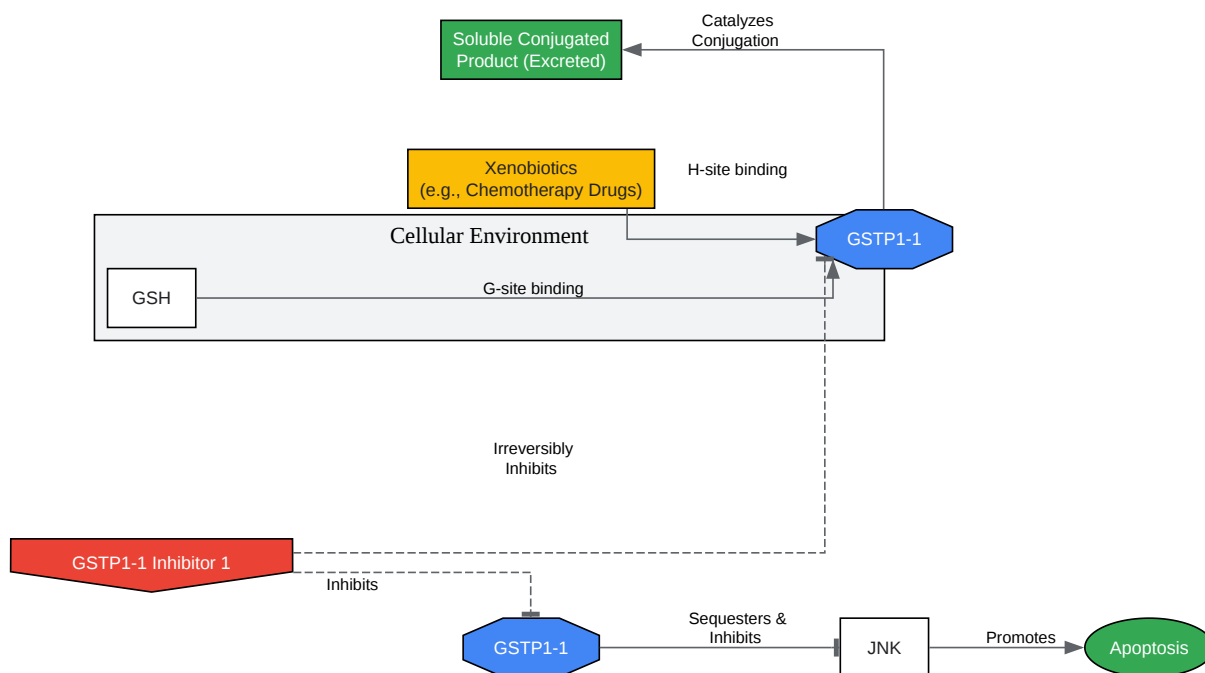 Catalyzes
Conjugation
Soluble Conjugated
Product (Excreted)
Xenobiotics
(e.g., Chemotherapy Drugs)
H-site binding
Cellular Environment
GSTP1-1
GSH
G-site binding
Irreversibly
Inhibits
GSTP1-1 Inhibitor 1
Inhibits
GSTP1-1
Sequesters &
Inhibits
JNK
Promotes
Apoptosis